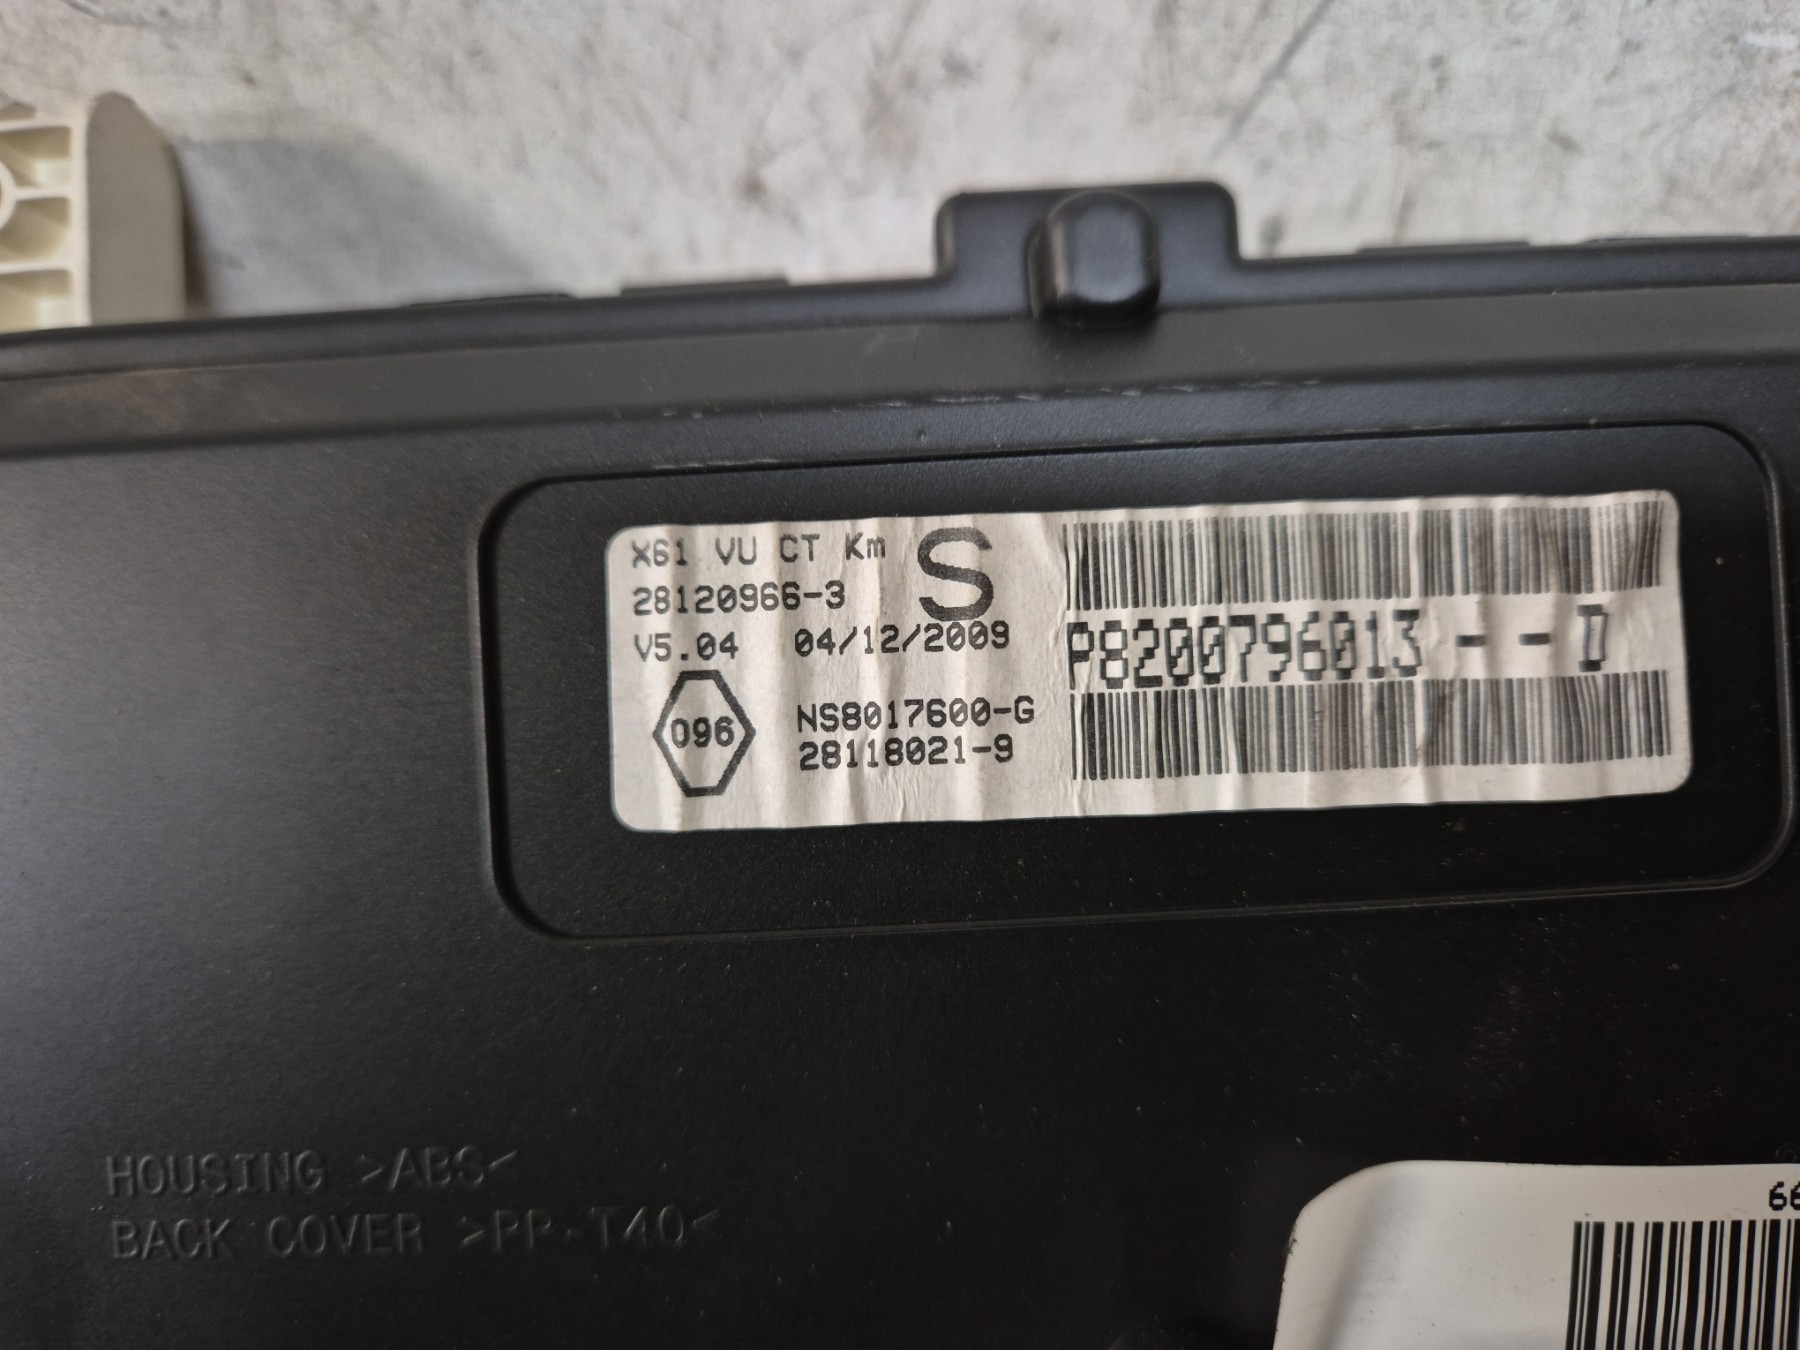 X61 VU CT Km
S
28120966-3
V5.04 04/12/2009
P8200796013--D
096
NS8017600-G
28118021-9
HOUSING >ABS<
BACK COVER >PP-T40<